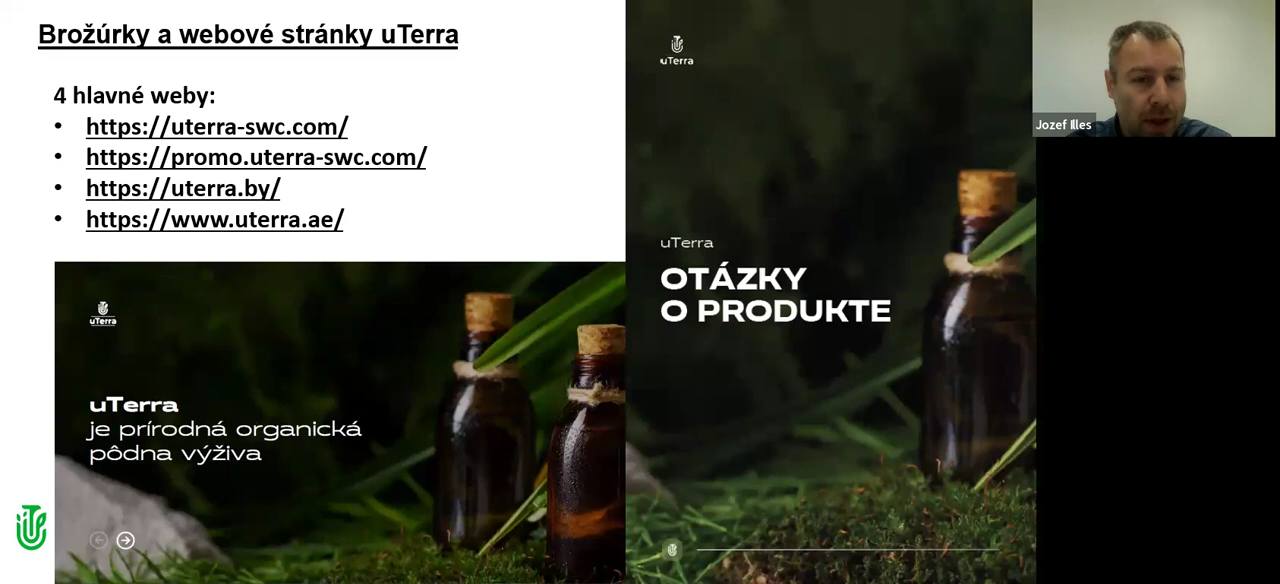 Brožúrky a webové stránky uTerra
4 hlavné weby:
• https://uterra-swc.com/
• https://promo.uterra-swc.com/
• https://uterra.by/
• https://www.uterra.ae/
uTerra
uTerra
je prírodná organická
pôdna výživa
uTerra
uTerra
OTÁZKY
O PRODUKTE
Jozef Illes